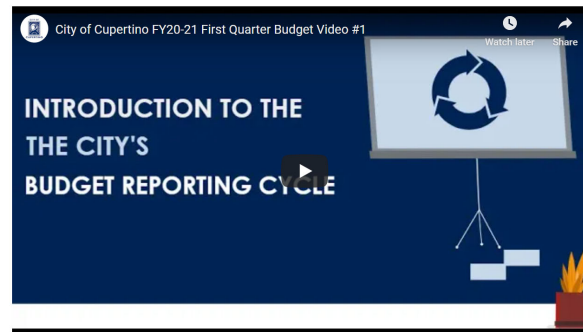 City of Cupertino FY20-21 First Quarter Budget Video #1
Watch later
Share
INTRODUCTION TO THE
THE CITY'S
BUDGET REPORTING CYCLE